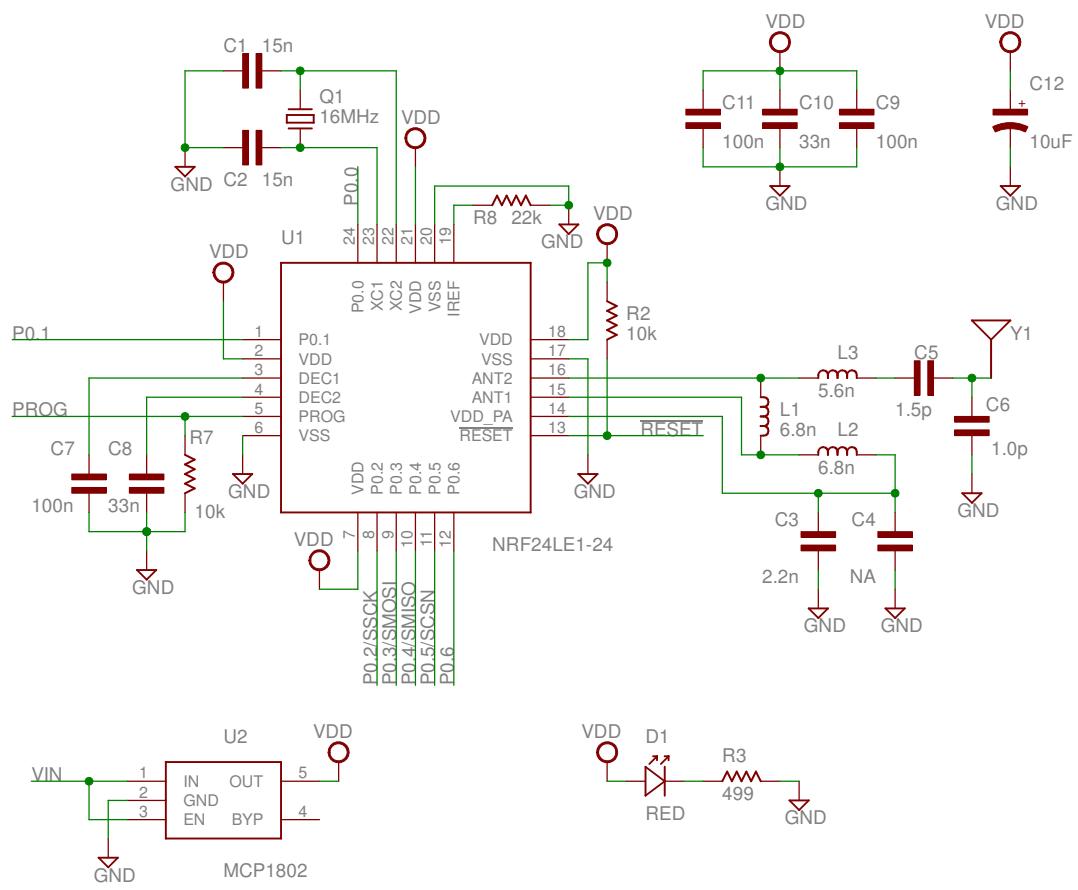 C1 15n
VDD
Q1
16MHz
VDD
C2 15n
GND
C11
100n
C10
33n
C9
100n
GND
VDD
C12
+
10uF
GND
P0.0
R8 22k
GND
VDD
U1
24 23 22 21 20 19
P0.0 XC1 XC2 VDD VSS IREF
VDD
R2
10k
P0.1
1 P0.1
2 VDD
3 DEC1
4 DEC2
PROG
5 PROG
6 VSS
VDD 18
VSS 17
ANT2 16
ANT1 15
VDD_PA 14
RESET 13
RESET
VDD P0.2 P0.3 P0.4 P0.5 P0.6
7 8 9 10 11 12
NRF24LE1-24
C7
100n
C8
33n
R7
10k
GND
GND
VDD
P0.2/SSCK
P0.3/SMOSI
P0.4/SMISO
P0.5/SCSN
P0.6
GND
L3
5.6n
C5
1.5p
Y1
L1
6.8n
L2
6.8n
C6
1.0p
GND
C3
2.2n
GND
C4
NA
GND
U2
VDD
VIN
1 IN OUT 5
2 GND
3 EN BYP 4
GND
MCP1802
VDD
D1
RED
R3
499
GND